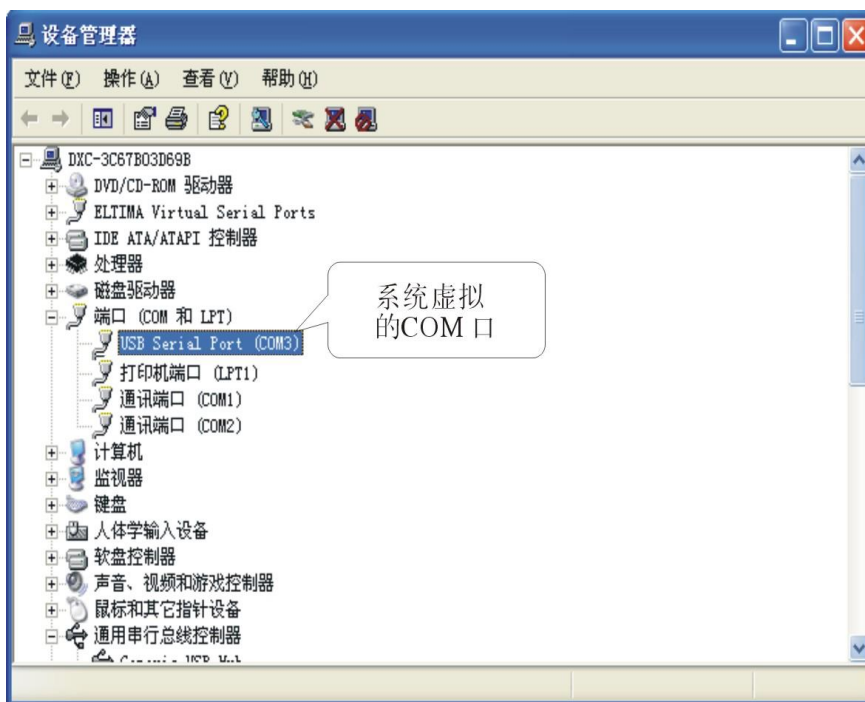 设备管理器
文件(F) 操作(A) 查看(V) 帮助(H)
DXC-3C67B03D69B
DVD/CD-ROM 驱动器
ELTIMA Virtual Serial Ports
IDE ATA/ATAPI 控制器
处理器
磁盘驱动器
端口 (COM 和 LPT)
USB Serial Port (COM3)
打印机端口 (LPT1)
通讯端口 (COM1)
通讯端口 (COM2)
计算机
监视器
键盘
人体学输入设备
软盘控制器
声音、视频和游戏控制器
鼠标和其它指针设备
通用串行总线控制器
Generic USB Hub
系统虚拟
的COM 口